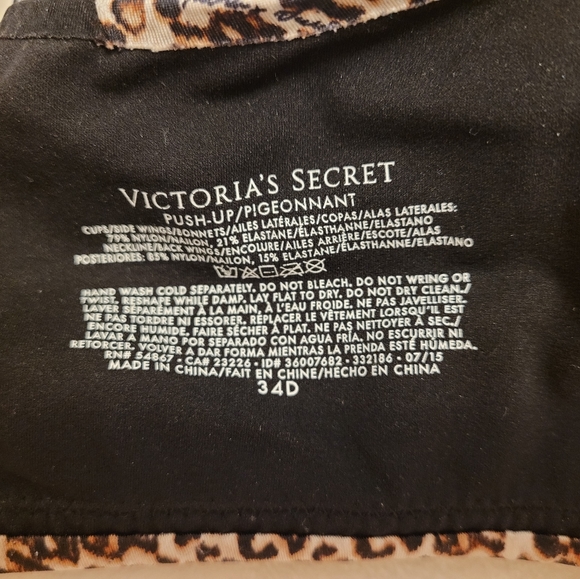 VICTORIA'S SECRET
PUSH-UP/PIGEONNANT
CUPS/SIDE WINGS/BONNETS/AILES LATÉRALES/COPAS/ALAS LATERALES:
79% NYLON/NAILON, 21% ELASTANE/ÉLASTHANNE/ELASTANO
NECKLINE/BACK WINGS/ENCOLURE/AILES ARRIÈRE/ESCOTE/ALAS
POSTERIORES: 85% NYLON/NAILON, 15% ELASTANE/ÉLASTHANNE/ELASTANO
HAND WASH COLD SEPARATELY. DO NOT BLEACH. DO NOT WRING OR
TWIST. RESHAPE WHILE DAMP. LAY FLAT TO DRY. DO NOT DRY CLEAN./
LAVER SÉPARÉMENT À LA MAIN, À L'EAU FROIDE. NE PAS JAVELLISER.
NE PAS TORDRE NI ESSORER. REPLACER LE VÊTEMENT LORSQU'IL EST
ENCORE HUMIDE. FAIRE SÉCHER À PLAT. NE PAS NETTOYER À SEC./
LAVAR A MANO POR SEPARADO CON AGUA FRÍA. NO ESCURRIR NI
RETORCER. VOLVER A DAR FORMA MIENTRAS LA PRENDA ESTÉ HÚMEDA.
RN# 54867 • CA# 23226 • ID# 36007682 • 332186 • 07/15
MADE IN CHINA/FAIT EN CHINE/HECHO EN CHINA
34D